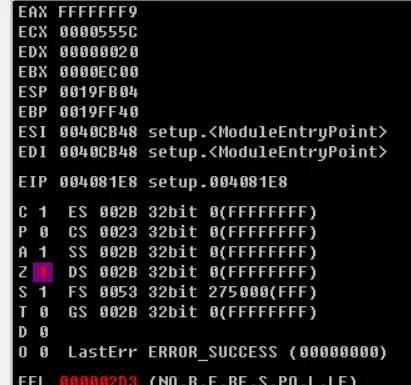 EAX FFFFFFF9
ECX 0000555C
EDX 00000020
EBX 0000EC00
ESP 0019FB04
EBP 0019FF40
ESI 0040CB48 setup.<ModuleEntryPoint>
EDI 0040CB48 setup.<ModuleEntryPoint>
EIP 004081E8 setup.004081E8
C 1 ES 002B 32bit 0(FFFFFFFF)
P 0 CS 0023 32bit 0(FFFFFFFF)
A 1 SS 002B 32bit 0(FFFFFFFF)
Z 1 DS 002B 32bit 0(FFFFFFFF)
S 1 FS 0053 32bit 275000(FFF)
T 0 GS 002B 32bit 0(FFFFFFFF)
D 0
O 0 LastErr ERROR_SUCCESS (00000000)
EFL 000002D3 (NO,B,E,BE,S,PO,L,LE)